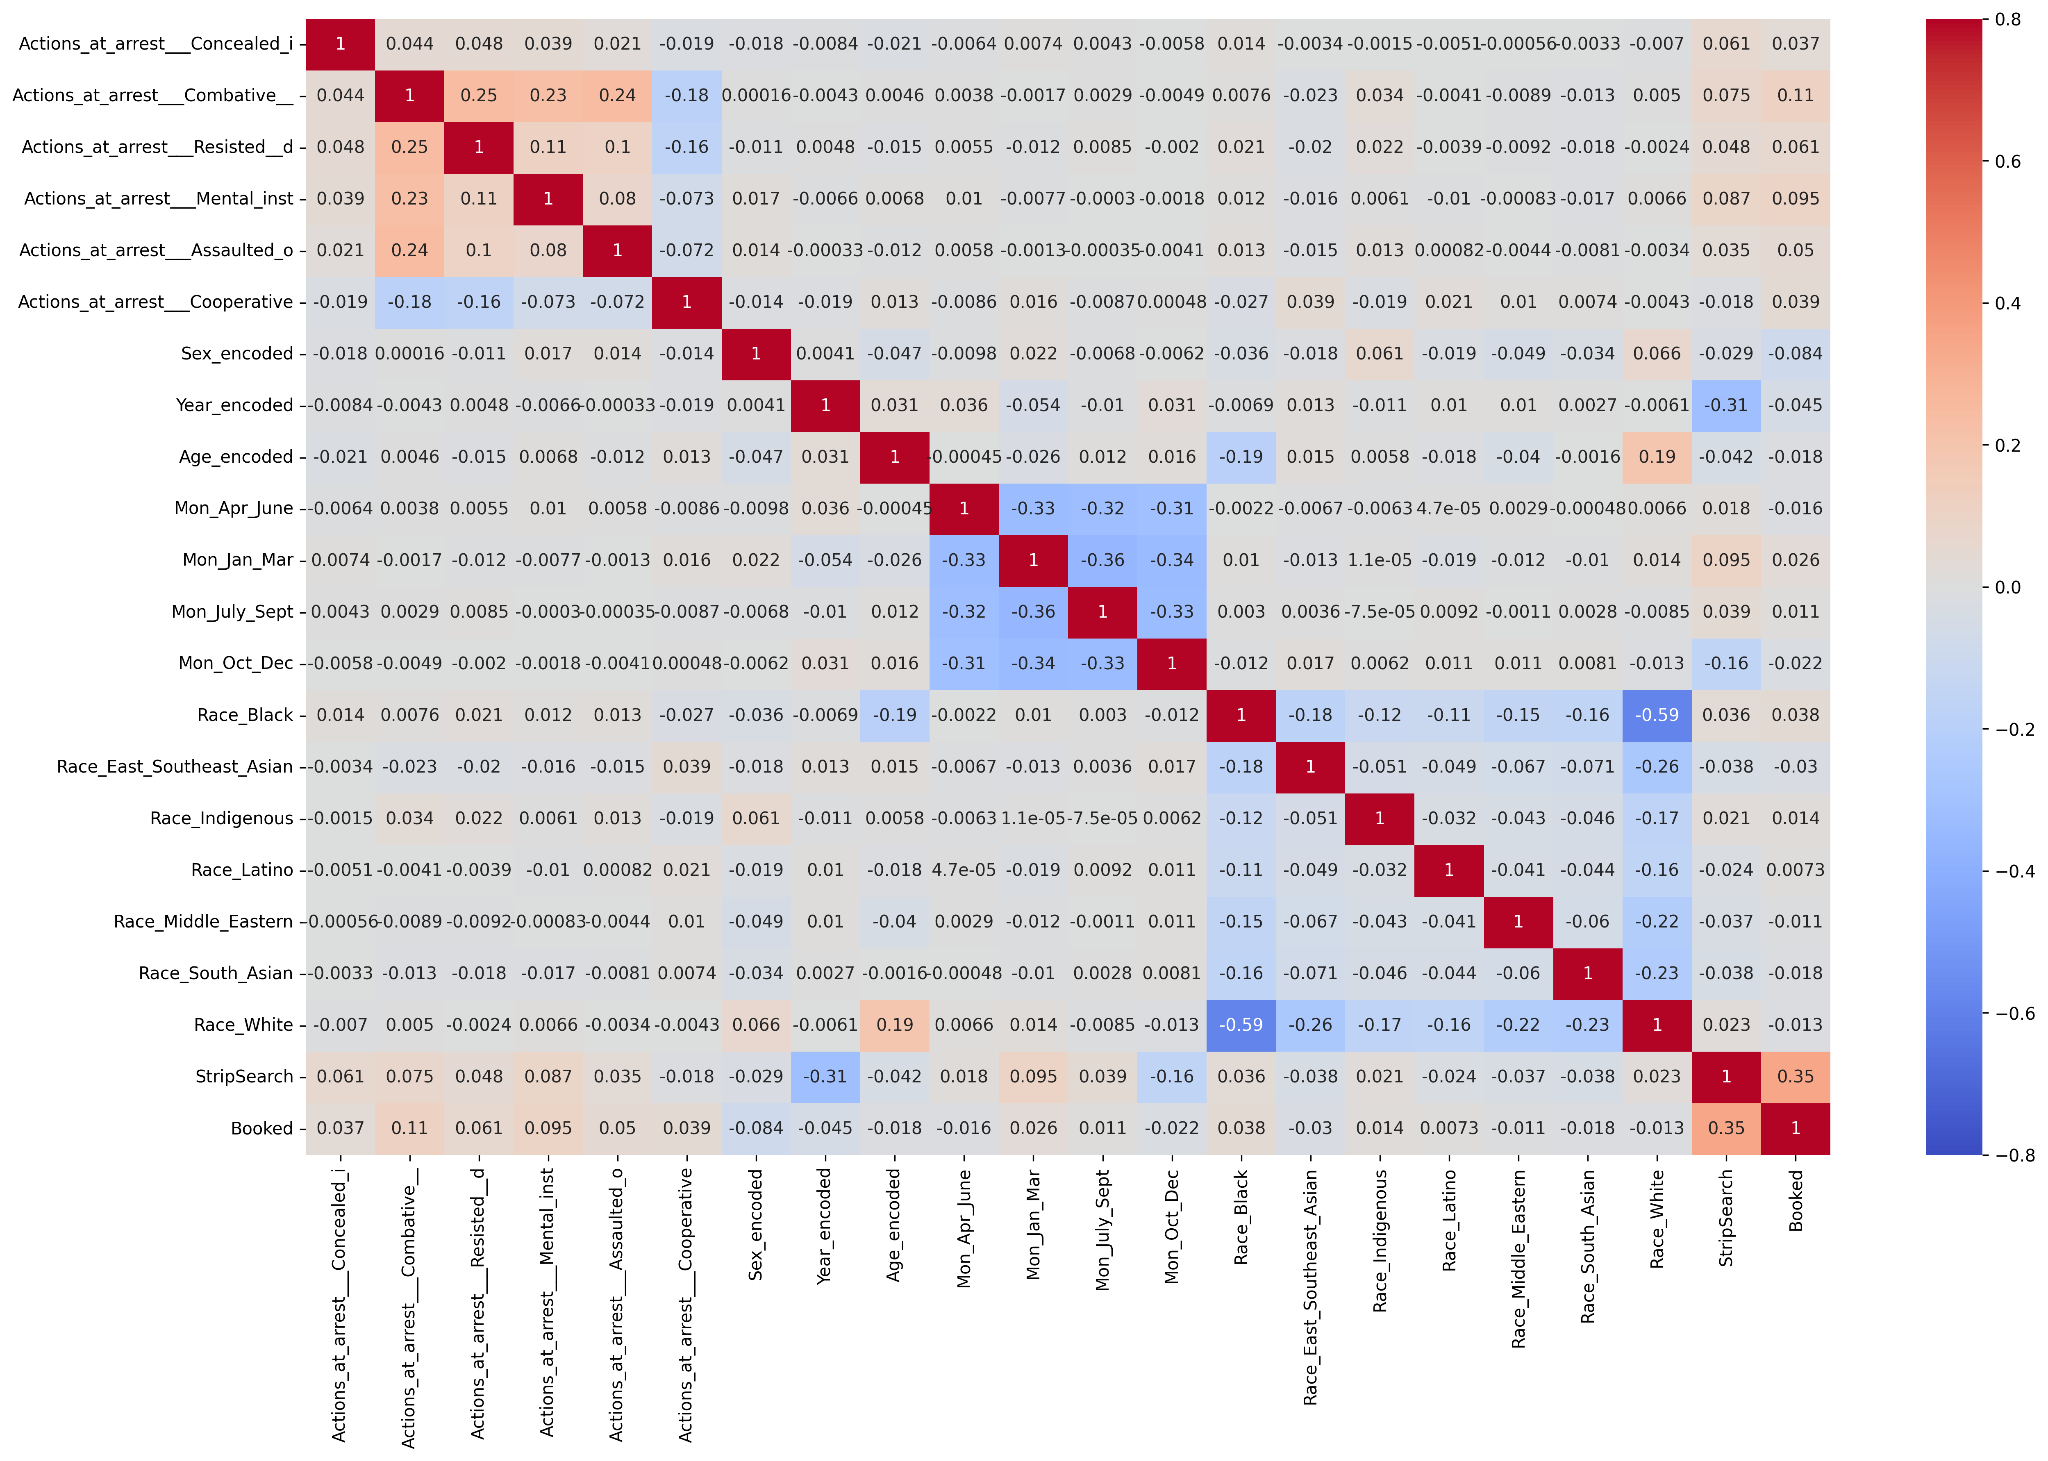 Actions_at_arrest___Concealed_i 1 0.044 0.048 0.039 0.021 -0.019 -0.018 -0.0084 -0.021 -0.0064 0.0074 0.0043 -0.0058 0.014 -0.0034 -0.0015 -0.0051 -0.00056 -0.0033 -0.007 0.061 0.037
Actions_at_arrest___Combative__ 0.044 1 0.25 0.23 0.24 -0.18 0.00016 -0.0043 0.0046 0.0038 -0.0017 0.0029 -0.0049 0.0076 -0.023 0.034 -0.0041 -0.0089 -0.013 0.005 0.075 0.11
Actions_at_arrest___Resisted__d 0.048 0.25 1 0.11 0.1 -0.16 -0.011 0.0048 -0.015 0.0055 -0.012 0.0085 -0.002 0.021 -0.02 0.022 -0.0039 -0.0092 -0.018 -0.0024 0.048 0.061
Actions_at_arrest___Mental_inst 0.039 0.23 0.11 1 0.08 -0.073 0.017 -0.0066 0.0068 0.01 -0.0077 -0.0003 -0.0018 0.012 -0.016 0.0061 -0.01 -0.00083 -0.017 0.0066 0.087 0.095
Actions_at_arrest___Assaulted_o 0.021 0.24 0.1 0.08 1 -0.072 0.014 -0.00033 -0.012 0.0058 -0.0013 -0.00035 -0.0041 0.013 -0.015 0.013 0.00082 -0.0044 -0.0081 -0.0034 0.035 0.05
Actions_at_arrest___Cooperative -0.019 -0.18 -0.16 -0.073 -0.072 1 -0.014 -0.019 0.013 -0.0086 0.016 -0.0087 0.00048 -0.027 0.039 -0.019 0.021 0.01 0.0074 -0.0043 -0.018 0.039
Sex_encoded -0.018 0.00016 -0.011 0.017 0.014 -0.014 1 0.0041 -0.047 -0.0098 0.022 -0.0068 -0.0062 -0.036 -0.018 0.061 -0.019 -0.049 -0.034 0.066 -0.029 -0.084
Year_encoded -0.0084 -0.0043 0.0048 -0.0066 -0.00033 -0.019 0.0041 1 0.031 0.036 -0.054 -0.01 0.031 -0.0069 0.013 -0.011 0.01 0.01 0.0027 -0.0061 -0.31 -0.045
Age_encoded -0.021 0.0046 -0.015 0.0068 -0.012 0.013 -0.047 0.031 1 -0.00045 -0.026 0.012 0.016 -0.19 0.015 0.0058 -0.018 -0.04 -0.0016 0.19 -0.042 -0.018
Mon_Apr_June -0.0064 0.0038 0.0055 0.01 0.0058 -0.0086 -0.0098 0.036 -0.00045 1 -0.33 -0.32 -0.31 -0.0022 -0.0067 -0.0063 4.7e-05 0.0029 -0.00048 0.0066 0.018 -0.016
Mon_Jan_Mar 0.0074 -0.0017 -0.012 -0.0077 -0.0013 0.016 0.022 -0.054 -0.026 -0.33 1 -0.36 -0.34 0.01 -0.013 1.1e-05 -0.019 -0.012 -0.01 0.014 0.095 0.026
Mon_July_Sept 0.0043 0.0029 0.0085 -0.0003 -0.00035 -0.0087 -0.0068 -0.01 0.012 -0.32 -0.36 1 -0.33 0.003 0.0036 -7.5e-05 0.0092 -0.0011 0.0028 -0.0085 0.039 0.011
Mon_Oct_Dec -0.0058 -0.0049 -0.002 -0.0018 -0.0041 0.00048 -0.0062 0.031 0.016 -0.31 -0.34 -0.33 1 -0.012 0.017 0.0062 0.011 0.011 0.0081 -0.013 -0.16 -0.022
Race_Black 0.014 0.0076 0.021 0.012 0.013 -0.027 -0.036 -0.0069 -0.19 -0.0022 0.01 0.003 -0.012 1 -0.18 -0.12 -0.11 -0.15 -0.16 -0.59 0.036 0.038
Race_East_Southeast_Asian -0.0034 -0.023 -0.02 -0.016 -0.015 0.039 -0.018 0.013 0.015 -0.0067 -0.013 0.0036 0.017 -0.18 1 -0.051 -0.049 -0.067 -0.071 -0.26 -0.038 -0.03
Race_Indigenous -0.0015 0.034 0.022 0.0061 0.013 -0.019 0.061 -0.011 0.0058 -0.0063 1.1e-05 -7.5e-05 0.0062 -0.12 -0.051 1 -0.032 -0.043 -0.046 -0.17 0.021 0.014
Race_Latino -0.0051 -0.0041 -0.0039 -0.01 0.00082 0.021 -0.019 0.01 -0.018 4.7e-05 -0.019 0.0092 0.011 -0.11 -0.049 -0.032 1 -0.041 -0.044 -0.16 -0.024 0.0073
Race_Middle_Eastern -0.00056 -0.0089 -0.0092 -0.00083 -0.0044 0.01 -0.049 0.01 -0.04 0.0029 -0.012 -0.0011 0.011 -0.15 -0.067 -0.043 -0.041 1 -0.06 -0.22 -0.037 -0.011
Race_South_Asian -0.0033 -0.013 -0.018 -0.017 -0.0081 0.0074 -0.034 0.0027 -0.0016 -0.00048 -0.01 0.0028 0.0081 -0.16 -0.071 -0.046 -0.044 -0.06 1 -0.23 -0.038 -0.018
Race_White -0.007 0.005 -0.0024 0.0066 -0.0034 -0.0043 0.066 -0.0061 0.19 0.0066 0.014 -0.0085 -0.013 -0.59 -0.26 -0.17 -0.16 -0.22 -0.23 1 0.023 -0.013
StripSearch 0.061 0.075 0.048 0.087 0.035 -0.018 -0.029 -0.31 -0.042 0.018 0.095 0.039 -0.16 0.036 -0.038 0.021 -0.024 -0.037 -0.038 0.023 1 0.35
Booked 0.037 0.11 0.061 0.095 0.05 0.039 -0.084 -0.045 -0.018 -0.016 0.026 0.011 -0.022 0.038 -0.03 0.014 0.0073 -0.011 -0.018 -0.013 0.35 1
Actions_at_arrest___Concealed_i
Actions_at_arrest___Combative__
Actions_at_arrest___Resisted__d
Actions_at_arrest___Mental_inst
Actions_at_arrest___Assaulted_o
Actions_at_arrest___Cooperative
Sex_encoded
Year_encoded
Age_encoded
Mon_Apr_June
Mon_Jan_Mar
Mon_July_Sept
Mon_Oct_Dec
Race_Black
Race_East_Southeast_Asian
Race_Indigenous
Race_Latino
Race_Middle_Eastern
Race_South_Asian
Race_White
StripSearch
Booked
0.8
0.6
0.4
0.2
0.0
−0.2
−0.4
−0.6
−0.8